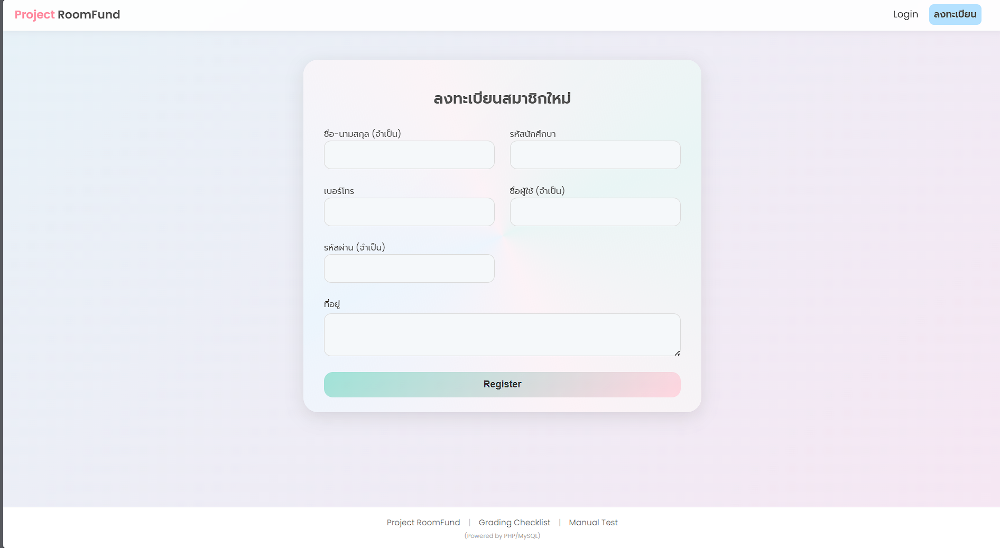 Project RoomFund
Login ลงทะเบียน
ลงทะเบียนสมาชิกใหม่
ชื่อ-นามสกุล (จำเป็น) รหัสนักศึกษา
เบอร์โทร ชื่อผู้ใช้ (จำเป็น)
รหัสผ่าน (จำเป็น)
ที่อยู่
Register
Project RoomFund | Grading Checklist | Manual Test
(Powered by PHP/MySQL)